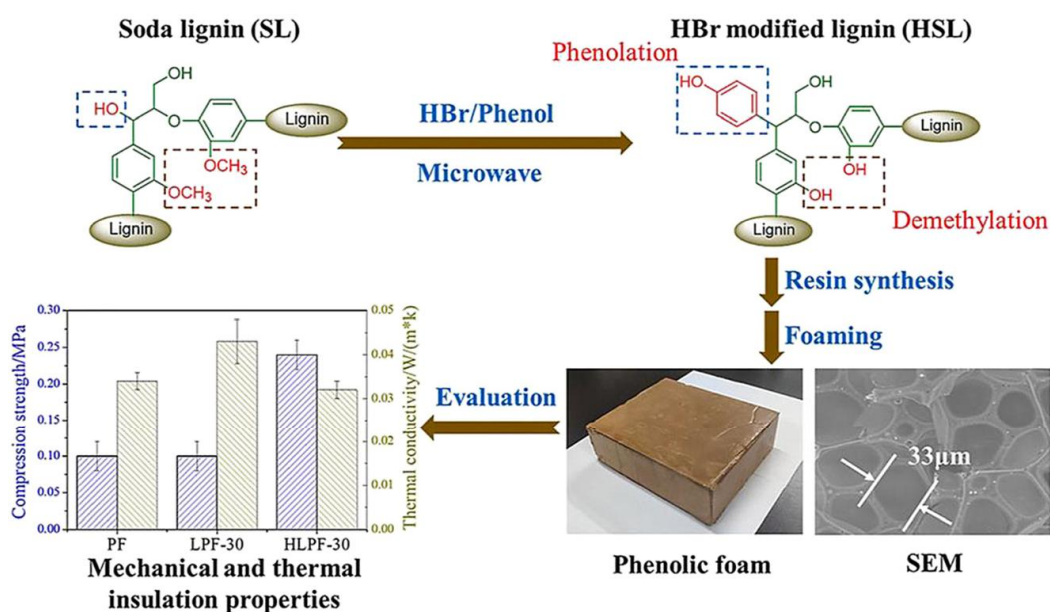 Soda lignin (SL)
HBr modified lignin (HSL)
Phenolation
OH
HO
O
OCH3
OCH3
Lignin
Lignin
HBr/Phenol
Microwave
HO
OH
O
HO
OH
Lignin
Lignin
Demethylation
Resin synthesis
Foaming
Evaluation
Compression strength/MPa
0.30
0.25
0.20
0.15
0.10
0.05
0.00
0.05
0.04
0.03
0.02
0.01
0.00
Thermal conductivity/W/(m*k)
PF LPF-30 HLPF-30
Mechanical and thermal
insulation properties
33μm
Phenolic foam
SEM